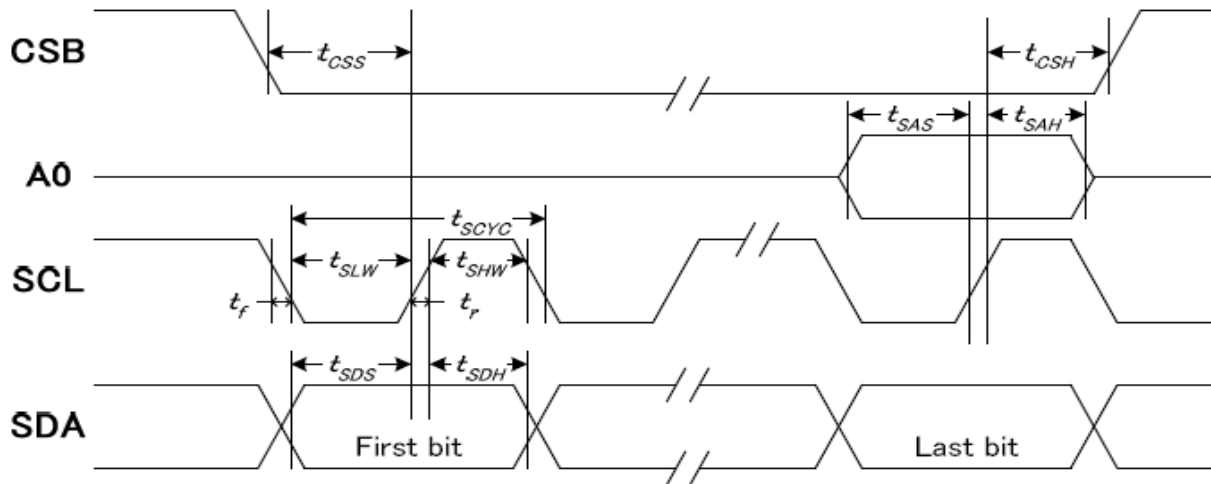 CSB
tCSS
tCSH
A0
tSAS
tSAH
SCL
tSCYC
tSLW
tSHW
tf
tr
SDA
tSDS
tSDH
First bit
Last bit